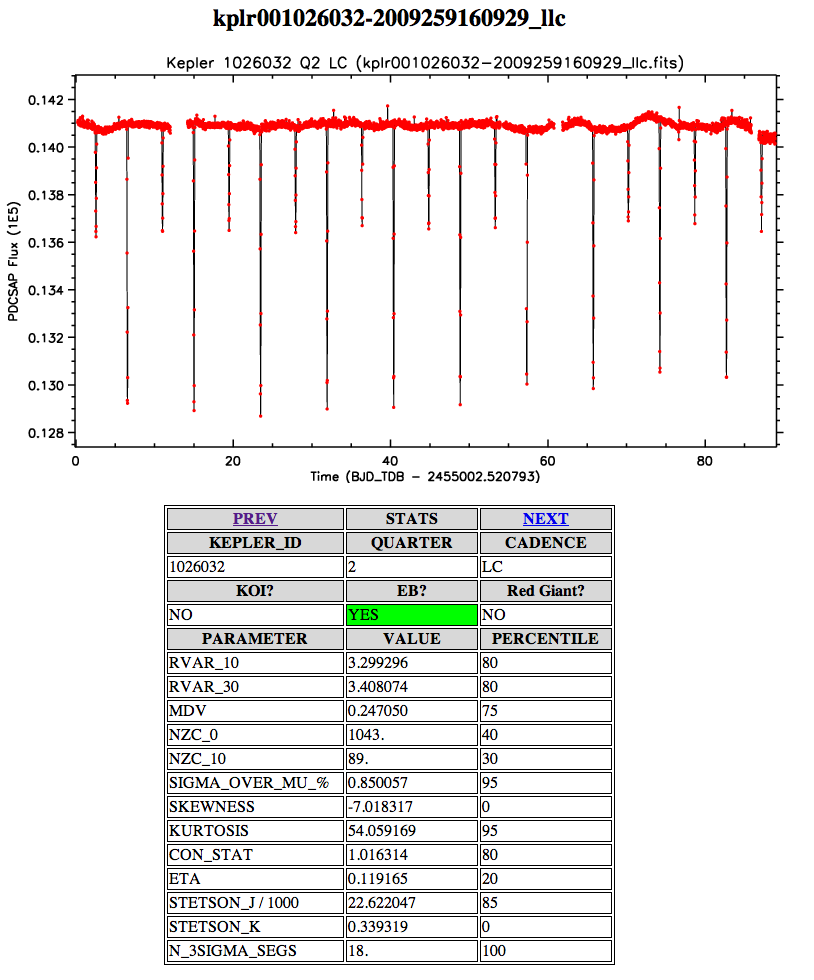 kplr001026032-2009259160929_llc
Kepler 1026032 Q2 LC (kplr001026032-2009259160929_llc.fits)
PDCSAP Flux (1E5)
0.142
0.140
0.138
0.136
0.134
0.132
0.130
0.128
0 20 40 60 80
Time (BJD_TDB - 2455002.520793)
PREV STATS NEXT
KEPLER_ID QUARTER CADENCE
1026032 2 LC
KOI? EB? Red Giant?
NO YES NO
PARAMETER VALUE PERCENTILE
RVAR_10 3.299296 80
RVAR_30 3.408074 80
MDV 0.247050 75
NZC_0 1043. 40
NZC_10 89. 30
SIGMA_OVER_MU_% 0.850057 95
SKEWNESS -7.018317 0
KURTOSIS 54.059169 95
CON_STAT 1.016314 80
ETA 0.119165 20
STETSON_J / 1000 22.622047 85
STETSON_K 0.339319 0
N_3SIGMA_SEGS 18. 100